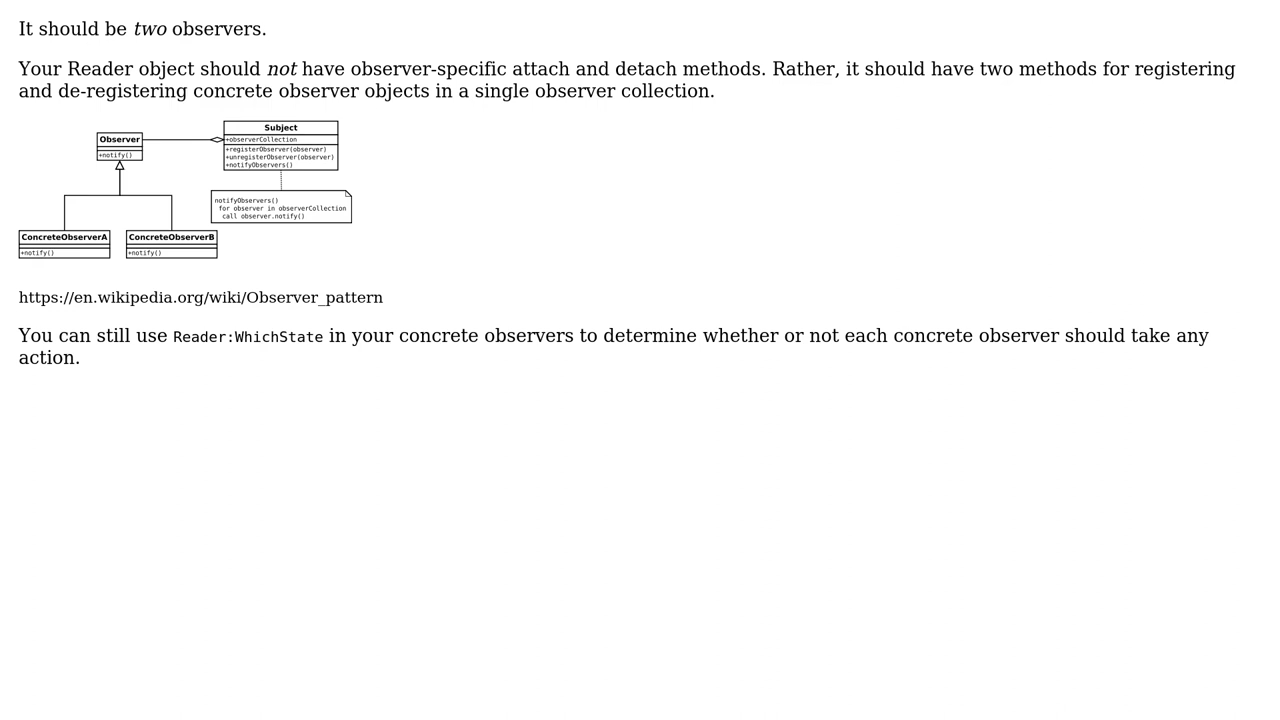 It should be two observers.
Your Reader object should not have observer-specific attach and detach methods. Rather, it should have two methods for registering
and de-registering concrete observer objects in a single observer collection.
Observer
+notify()
Subject
+observerCollection
+registerObserver(observer)
+unregisterObserver(observer)
+notifyObservers()
notifyObservers()
for observer in observerCollection
call observer.notify()
ConcreteObserverA
+notify()
ConcreteObserverB
+notify()
https://en.wikipedia.org/wiki/Observer_pattern
You can still use Reader:WhichState in your concrete observers to determine whether or not each concrete observer should take any
action.